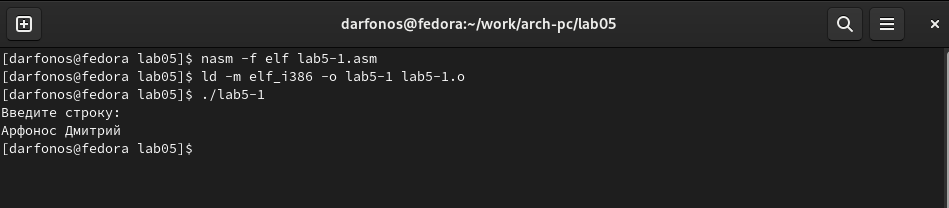 darfonos@fedora:~/work/arch-pc/lab05
[darfonos@fedora lab05]$ nasm -f elf lab5-1.asm
[darfonos@fedora lab05]$ ld -m elf_i386 -o lab5-1 lab5-1.o
[darfonos@fedora lab05]$ ./lab5-1
Введите строку:
Арфонос Дмитрий
[darfonos@fedora lab05]$